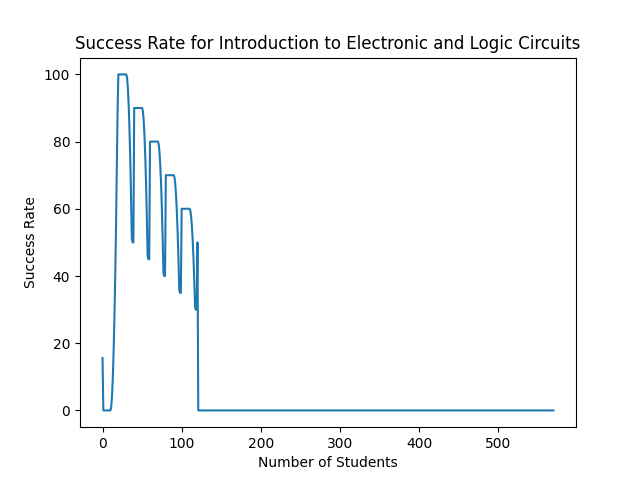 Success Rate for Introduction to Electronic and Logic Circuits
100
80
60
40
20
0
Success Rate
0 100 200 300 400 500
Number of Students